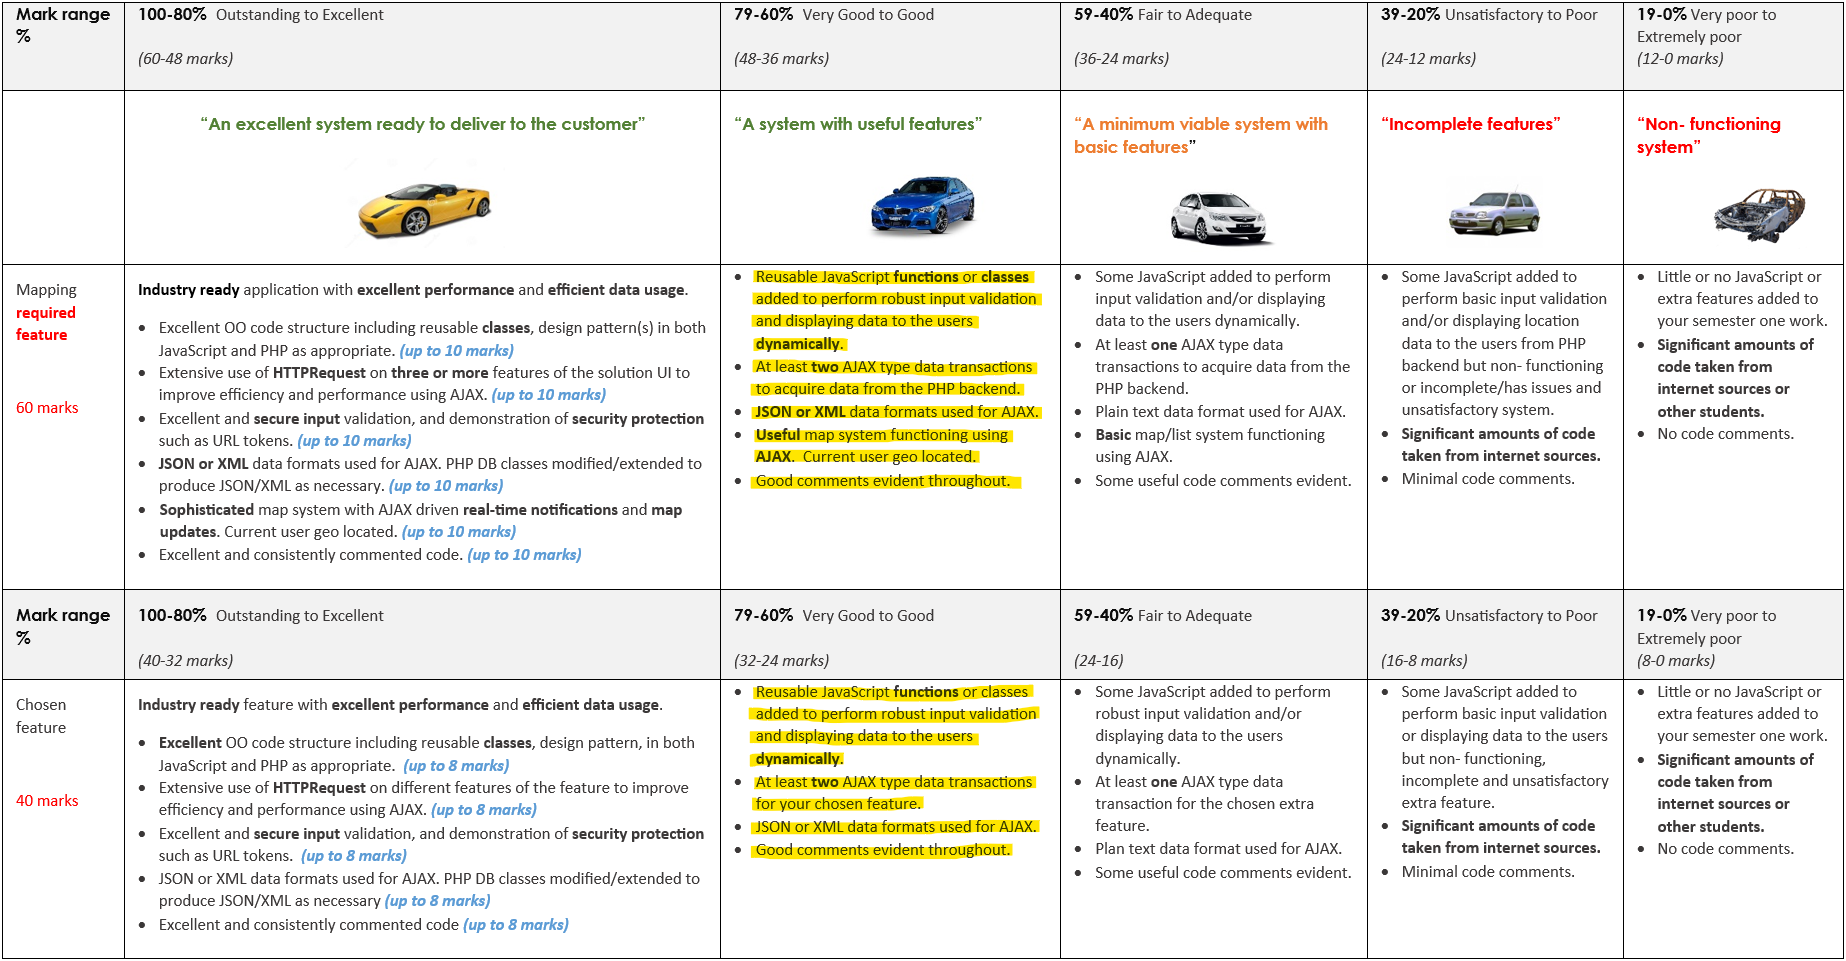 Mark range
%
100-80% Outstanding to Excellent
(60-48 marks)
79-60% Very Good to Good
(48-36 marks)
59-40% Fair to Adequate
(36-24 marks)
39-20% Unsatisfactory to Poor
(24-12 marks)
19-0% Very poor to
Extremely poor
(12-0 marks)
“An excellent system ready to deliver to the customer”
“A system with useful features”
“A minimum viable system with
basic features”
“Incomplete features”
“Non- functioning
system”
Mapping
required
feature
60 marks
Industry ready application with excellent performance and efficient data usage.
• Excellent OO code structure including reusable classes, design pattern(s) in both
JavaScript and PHP as appropriate. (up to 10 marks)
• Extensive use of HTTPRequest on three or more features of the solution UI to
improve efficiency and performance using AJAX. (up to 10 marks)
• Excellent and secure input validation, and demonstration of security protection
such as URL tokens. (up to 10 marks)
• JSON or XML data formats used for AJAX. PHP DB classes modified/extended to
produce JSON/XML as necessary. (up to 10 marks)
• Sophisticated map system with AJAX driven real-time notifications and map
updates. Current user geo located. (up to 10 marks)
• Excellent and consistently commented code. (up to 10 marks)
• Reusable JavaScript functions or classes
added to perform robust input validation
and displaying data to the users
dynamically.
• At least two AJAX type data transactions
to acquire data from the PHP backend.
• JSON or XML data formats used for AJAX.
• Useful map system functioning using
AJAX. Current user geo located.
• Good comments evident throughout.
• Some JavaScript added to perform
input validation and/or displaying
data to the users dynamically.
• At least one AJAX type data
transactions to acquire data from the
PHP backend.
• Plain text data format used for AJAX.
• Basic map/list system functioning
using AJAX.
• Some useful code comments evident.
• Some JavaScript added to
perform basic input validation
and/or displaying location
data to the users from PHP
backend but non- functioning
or incomplete/has issues and
unsatisfactory system.
• Significant amounts of code
taken from internet sources.
• Minimal code comments.
• Little or no JavaScript or
extra features added to
your semester one work.
• Significant amounts of
code taken from
internet sources or
other students.
• No code comments.
Mark range
%
100-80% Outstanding to Excellent
(40-32 marks)
79-60% Very Good to Good
(32-24 marks)
59-40% Fair to Adequate
(24-16)
39-20% Unsatisfactory to Poor
(16-8 marks)
19-0% Very poor to
Extremely poor
(8-0 marks)
Chosen
feature
40 marks
Industry ready feature with excellent performance and efficient data usage.
• Excellent OO code structure including reusable classes, design pattern, in both
JavaScript and PHP as appropriate. (up to 8 marks)
• Extensive use of HTTPRequest on different features of the feature to improve
efficiency and performance using AJAX. (up to 8 marks)
• Excellent and secure input validation, and demonstration of security protection
such as URL tokens. (up to 8 marks)
• JSON or XML data formats used for AJAX. PHP DB classes modified/extended to
produce JSON/XML as necessary (up to 8 marks)
• Excellent and consistently commented code (up to 8 marks)
• Reusable JavaScript functions or classes
added to perform robust input validation
and displaying data to the users
dynamically.
• At least two AJAX type data transactions
for your chosen feature.
• JSON or XML data formats used for AJAX.
• Good comments evident throughout.
• Some JavaScript added to perform
robust input validation and/or
displaying data to the users
dynamically.
• At least one AJAX type data
transaction for the chosen extra
feature.
• Plan text data format used for AJAX.
• Some useful code comments evident.
• Some JavaScript added to
perform basic input validation
or displaying data to the users
but non- functioning,
incomplete and unsatisfactory
extra feature.
• Significant amounts of code
taken from internet sources.
• Minimal code comments.
• Little or no JavaScript or
extra features added to
your semester one work.
• Significant amounts of
code taken from
internet sources or
other students.
• No code comments.